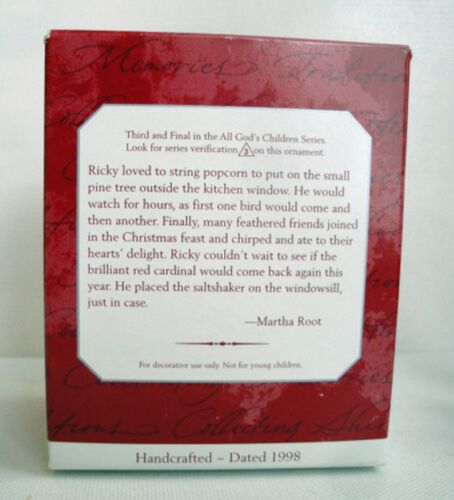 Memories Tradition
Third and Final in the All God's Children Series.
Look for series verification 3 on this ornament.
Ricky loved to string popcorn to put on the small
pine tree outside the kitchen window. He would
watch for hours, as first one bird would come and
then another. Finally, many feathered friends joined
in the Christmas feast and chirped and ate to their
hearts' delight. Ricky couldn't wait to see if the
brilliant red cardinal would come back again this
year. He placed the saltshaker on the windowsill,
just in case.
—Martha Root
For decorative use only. Not for young children.
Collecting Sha
Handcrafted ~ Dated 1998